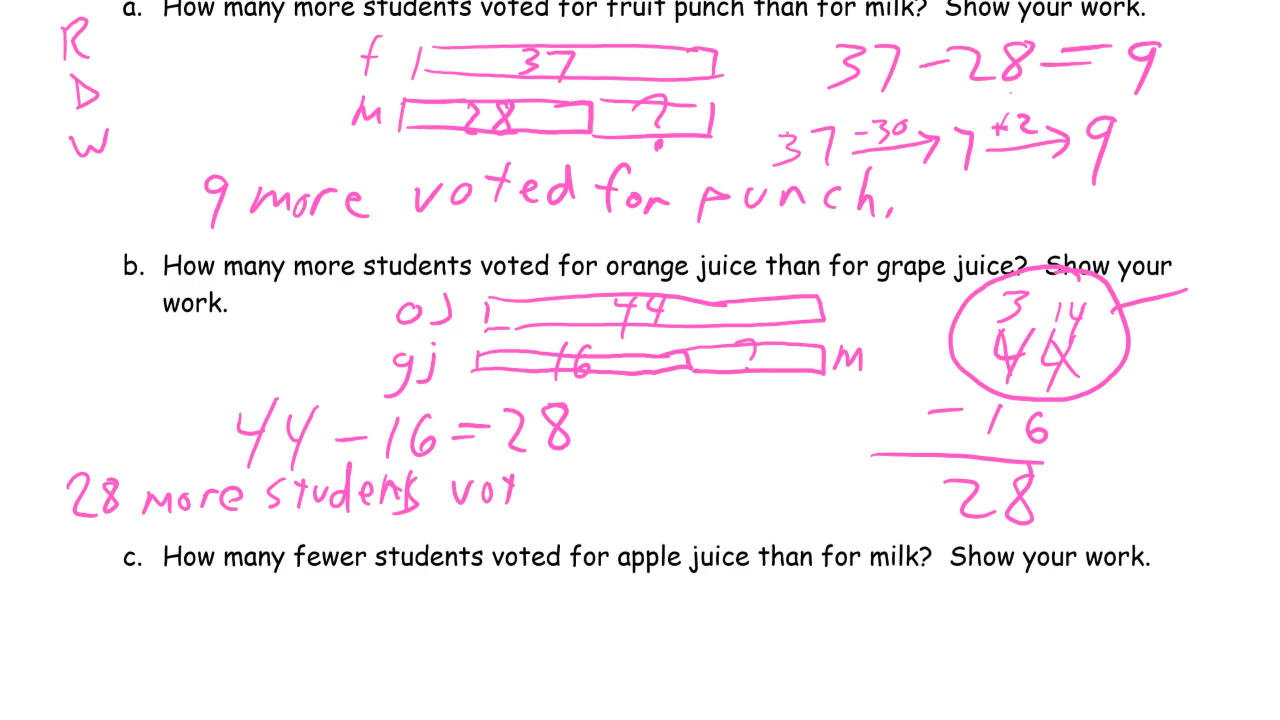 a. How many more students voted for fruit punch than for milk? Show your work.
R
D
W
f 37
M 28 ?
37 - 28 = 9
37 -30 → 7 +2 → 9
9 more voted for punch.
b. How many more students voted for orange juice than for grape juice? Show your
work.
oJ 44
gj 16 ? M
3 14
44
- 16
28
44 - 16 = 28
28 more students vot
c. How many fewer students voted for apple juice than for milk? Show your work.